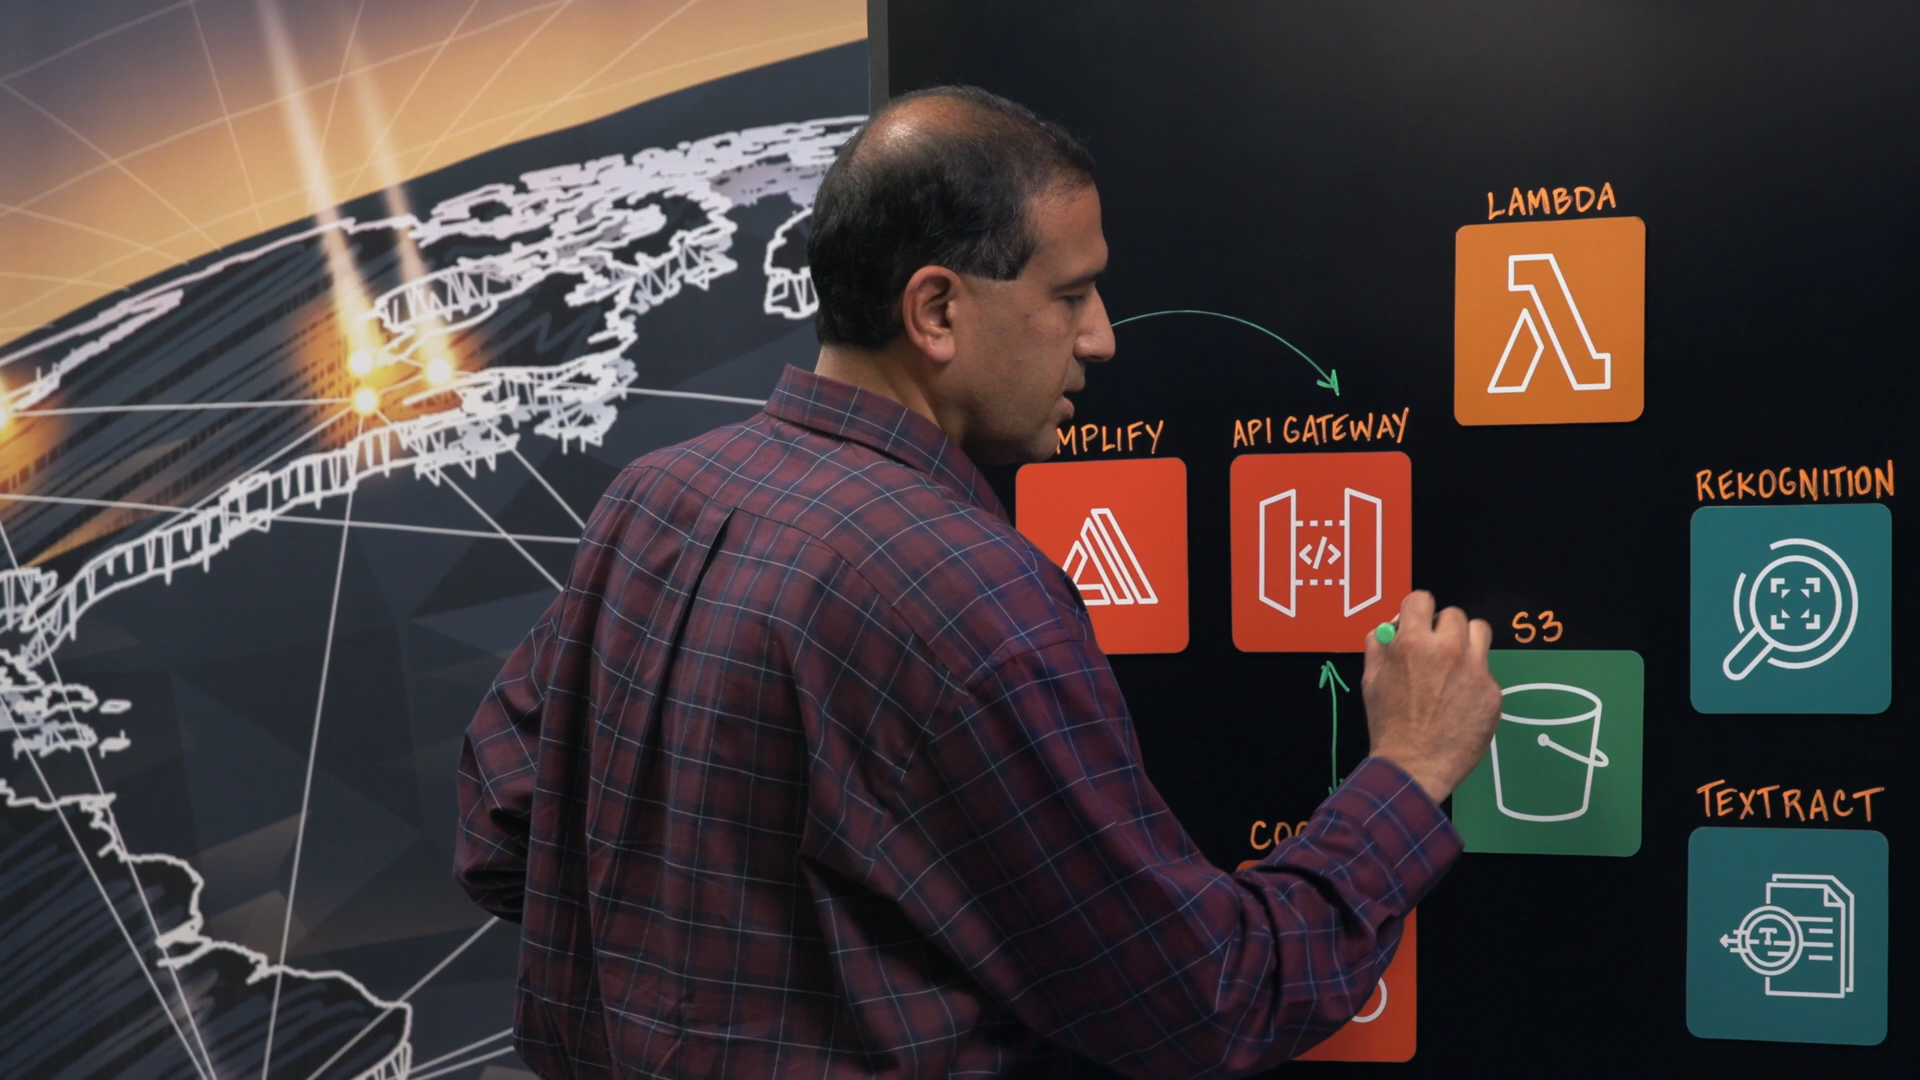 LAMBDA
MPLIFY
API GATEWAY
</>
REKOGNITION
S3
TEXTRACT
CO
T